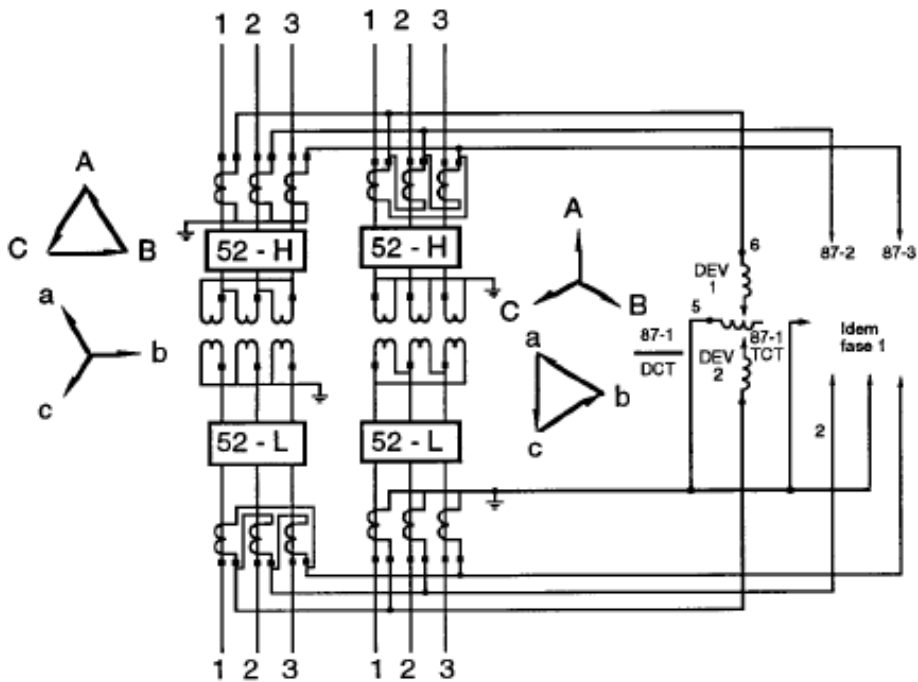 1 2 3
1 2 3
A
C B
a
b
c
52 - H
52 - H
A
C B
a
b
c
87-1
DCT
6
DEV
1
5
87-1
TCT
DEV
2
87-2
87-3
Idem
fase 1
2
52 - L
52 - L
1 2 3
1 2 3